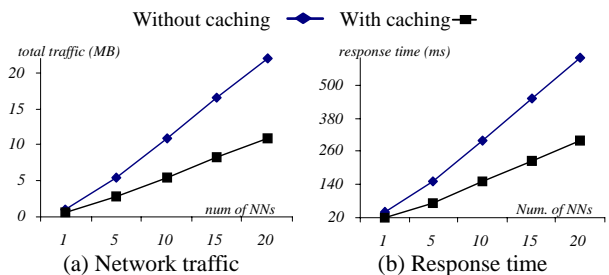 Without caching With caching
total traffic (MB)
20
15
10
5
0
num of NNs
1 5 10 15 20
(a) Network traffic
response time (ms)
500
380
260
140
20
Num. of NNs
1 5 10 15 20
(b) Response time